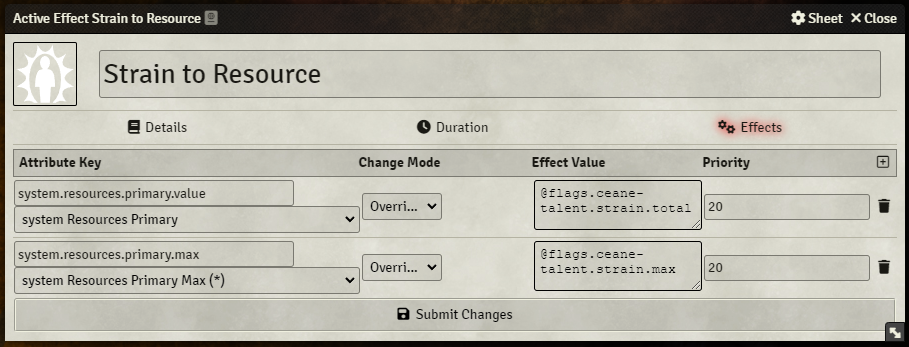 Active Effect Strain to Resource
Sheet
Close
Strain to Resource
Details
Duration
Effects
Attribute Key
Change Mode
Effect Value
Priority
system.resources.primary.value
system Resources Primary
Overri...
@flags.ceane-
talent.strain.total
20
system.resources.primary.max
system Resources Primary Max (*)
Overri...
@flags.ceane-
talent.strain.max
20
Submit Changes